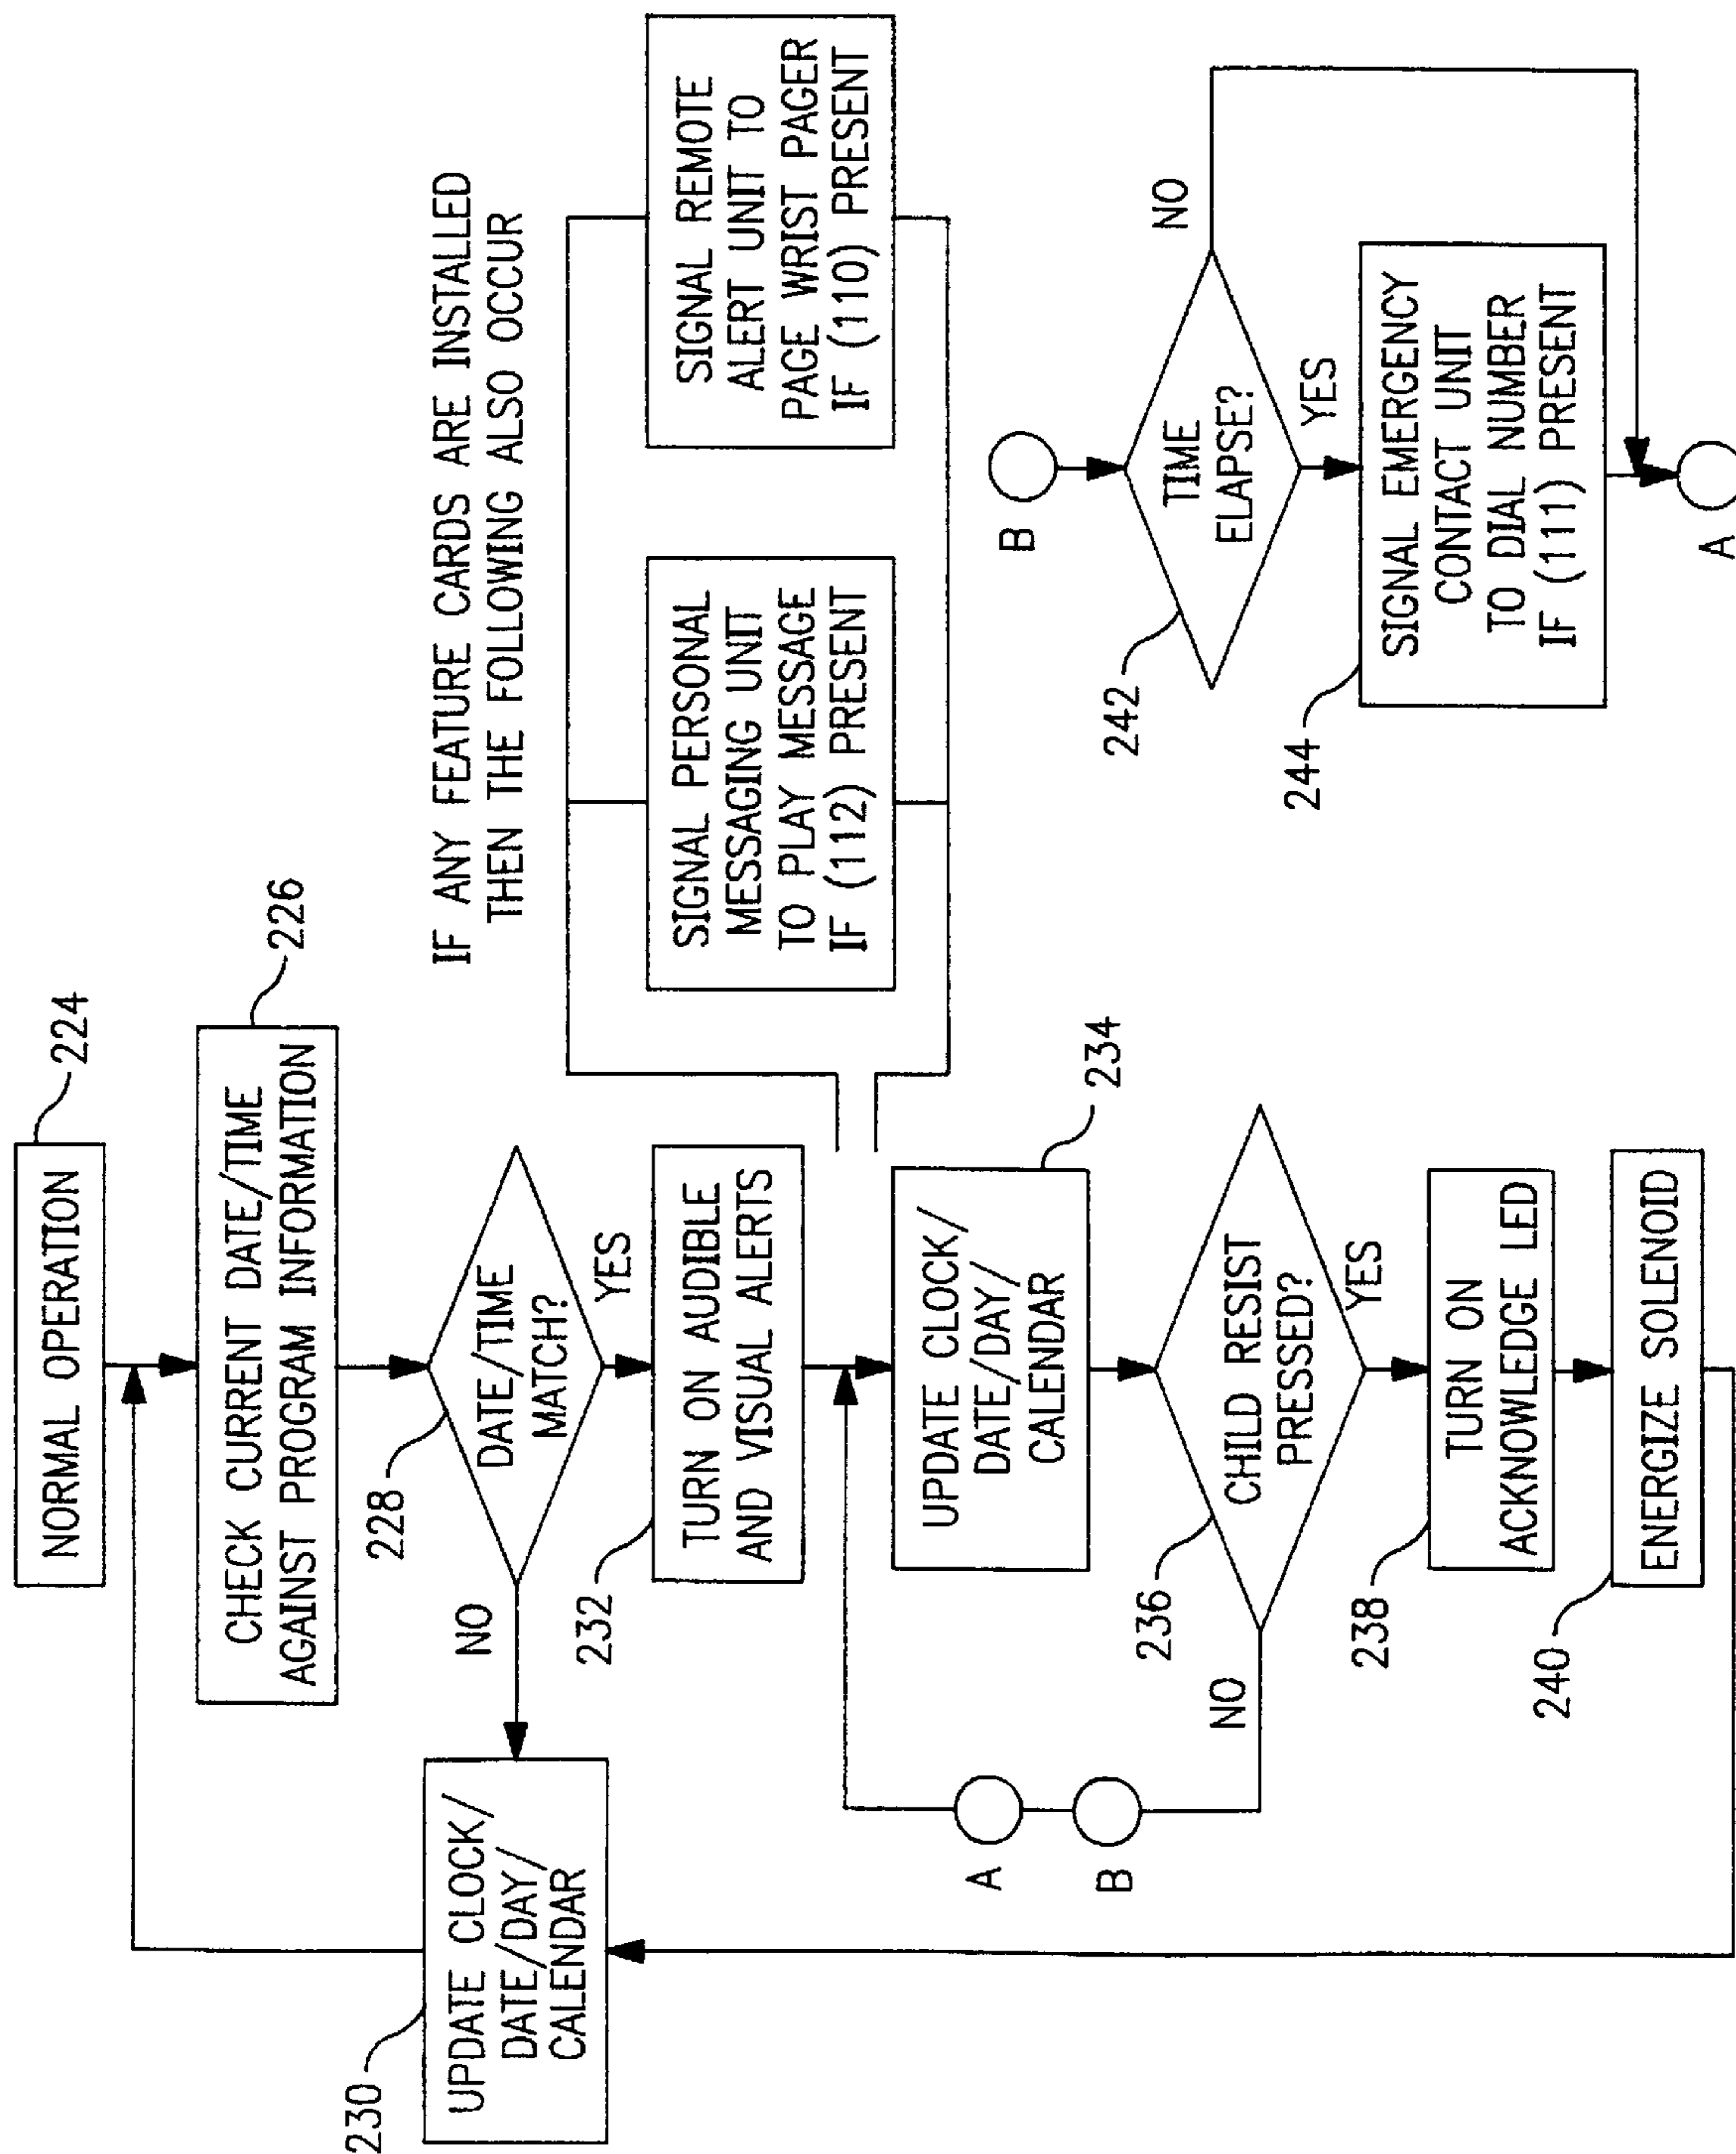 NORMAL OPERATION
224
CHECK CURRENT DATE/TIME
AGAINST PROGRAM INFORMATION
226
DATE/TIME
MATCH?
228
NO
YES
UPDATE CLOCK/
DATE/DAY/
CALENDAR
230
TURN ON AUDIBLE
AND VISUAL ALERTS
232
IF ANY FEATURE CARDS ARE INSTALLED
THEN THE FOLLOWING ALSO OCCUR
SIGNAL PERSONAL
MESSAGING UNIT
TO PLAY MESSAGE
IF (112) PRESENT
SIGNAL REMOTE
ALERT UNIT TO
PAGE WRIST PAGER
IF (110) PRESENT
UPDATE CLOCK/
DATE/DAY/
CALENDAR
234
A
B
CHILD RESIST
PRESSED?
236
NO
YES
TURN ON
ACKNOWLEDGE LED
238
ENERGIZE SOLENOID
240
B
TIME
ELAPSE?
242
NO
YES
SIGNAL EMERGENCY
CONTACT UNIT
TO DIAL NUMBER
IF (111) PRESENT
244
A